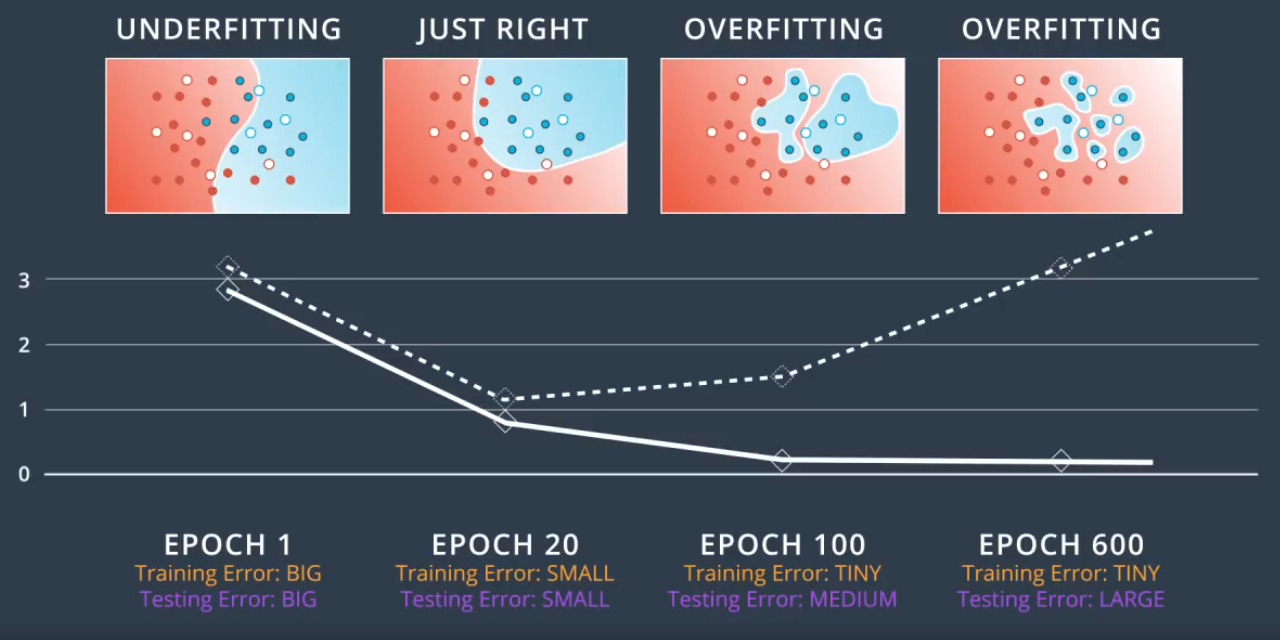 UNDERFITTING
JUST RIGHT
OVERFITTING
OVERFITTING
3
2
1
0
EPOCH 1
Training Error: BIG
Testing Error: BIG
EPOCH 20
Training Error: SMALL
Testing Error: SMALL
EPOCH 100
Training Error: TINY
Testing Error: MEDIUM
EPOCH 600
Training Error: TINY
Testing Error: LARGE